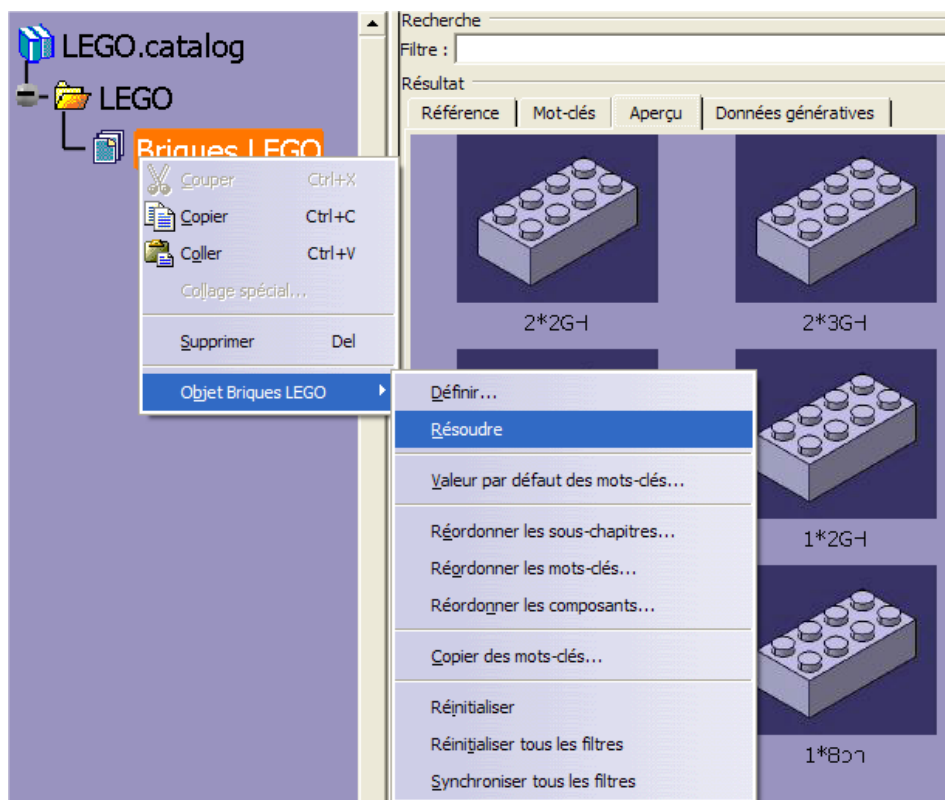 LEGO.catalog
LEGO
Briques LEGO
Couper Ctrl+X
Copier Ctrl+C
Coller Ctrl+V
Collage spécial...
Supprimer Del
Objet Briques LEGO
Définir...
Résoudre
Valeur par défaut des mots-clés...
Réordonner les sous-chapitres...
Réordonner les mots-clés...
Réordonner les composants...
Copier des mots-clés...
Réinitialiser
Réinitialiser tous les filtres
Synchroniser tous les filtres
Recherche
Filtre :
Résultat
Référence Mot-clés Aperçu Données génératives
2*2G
2*3G
1*2G